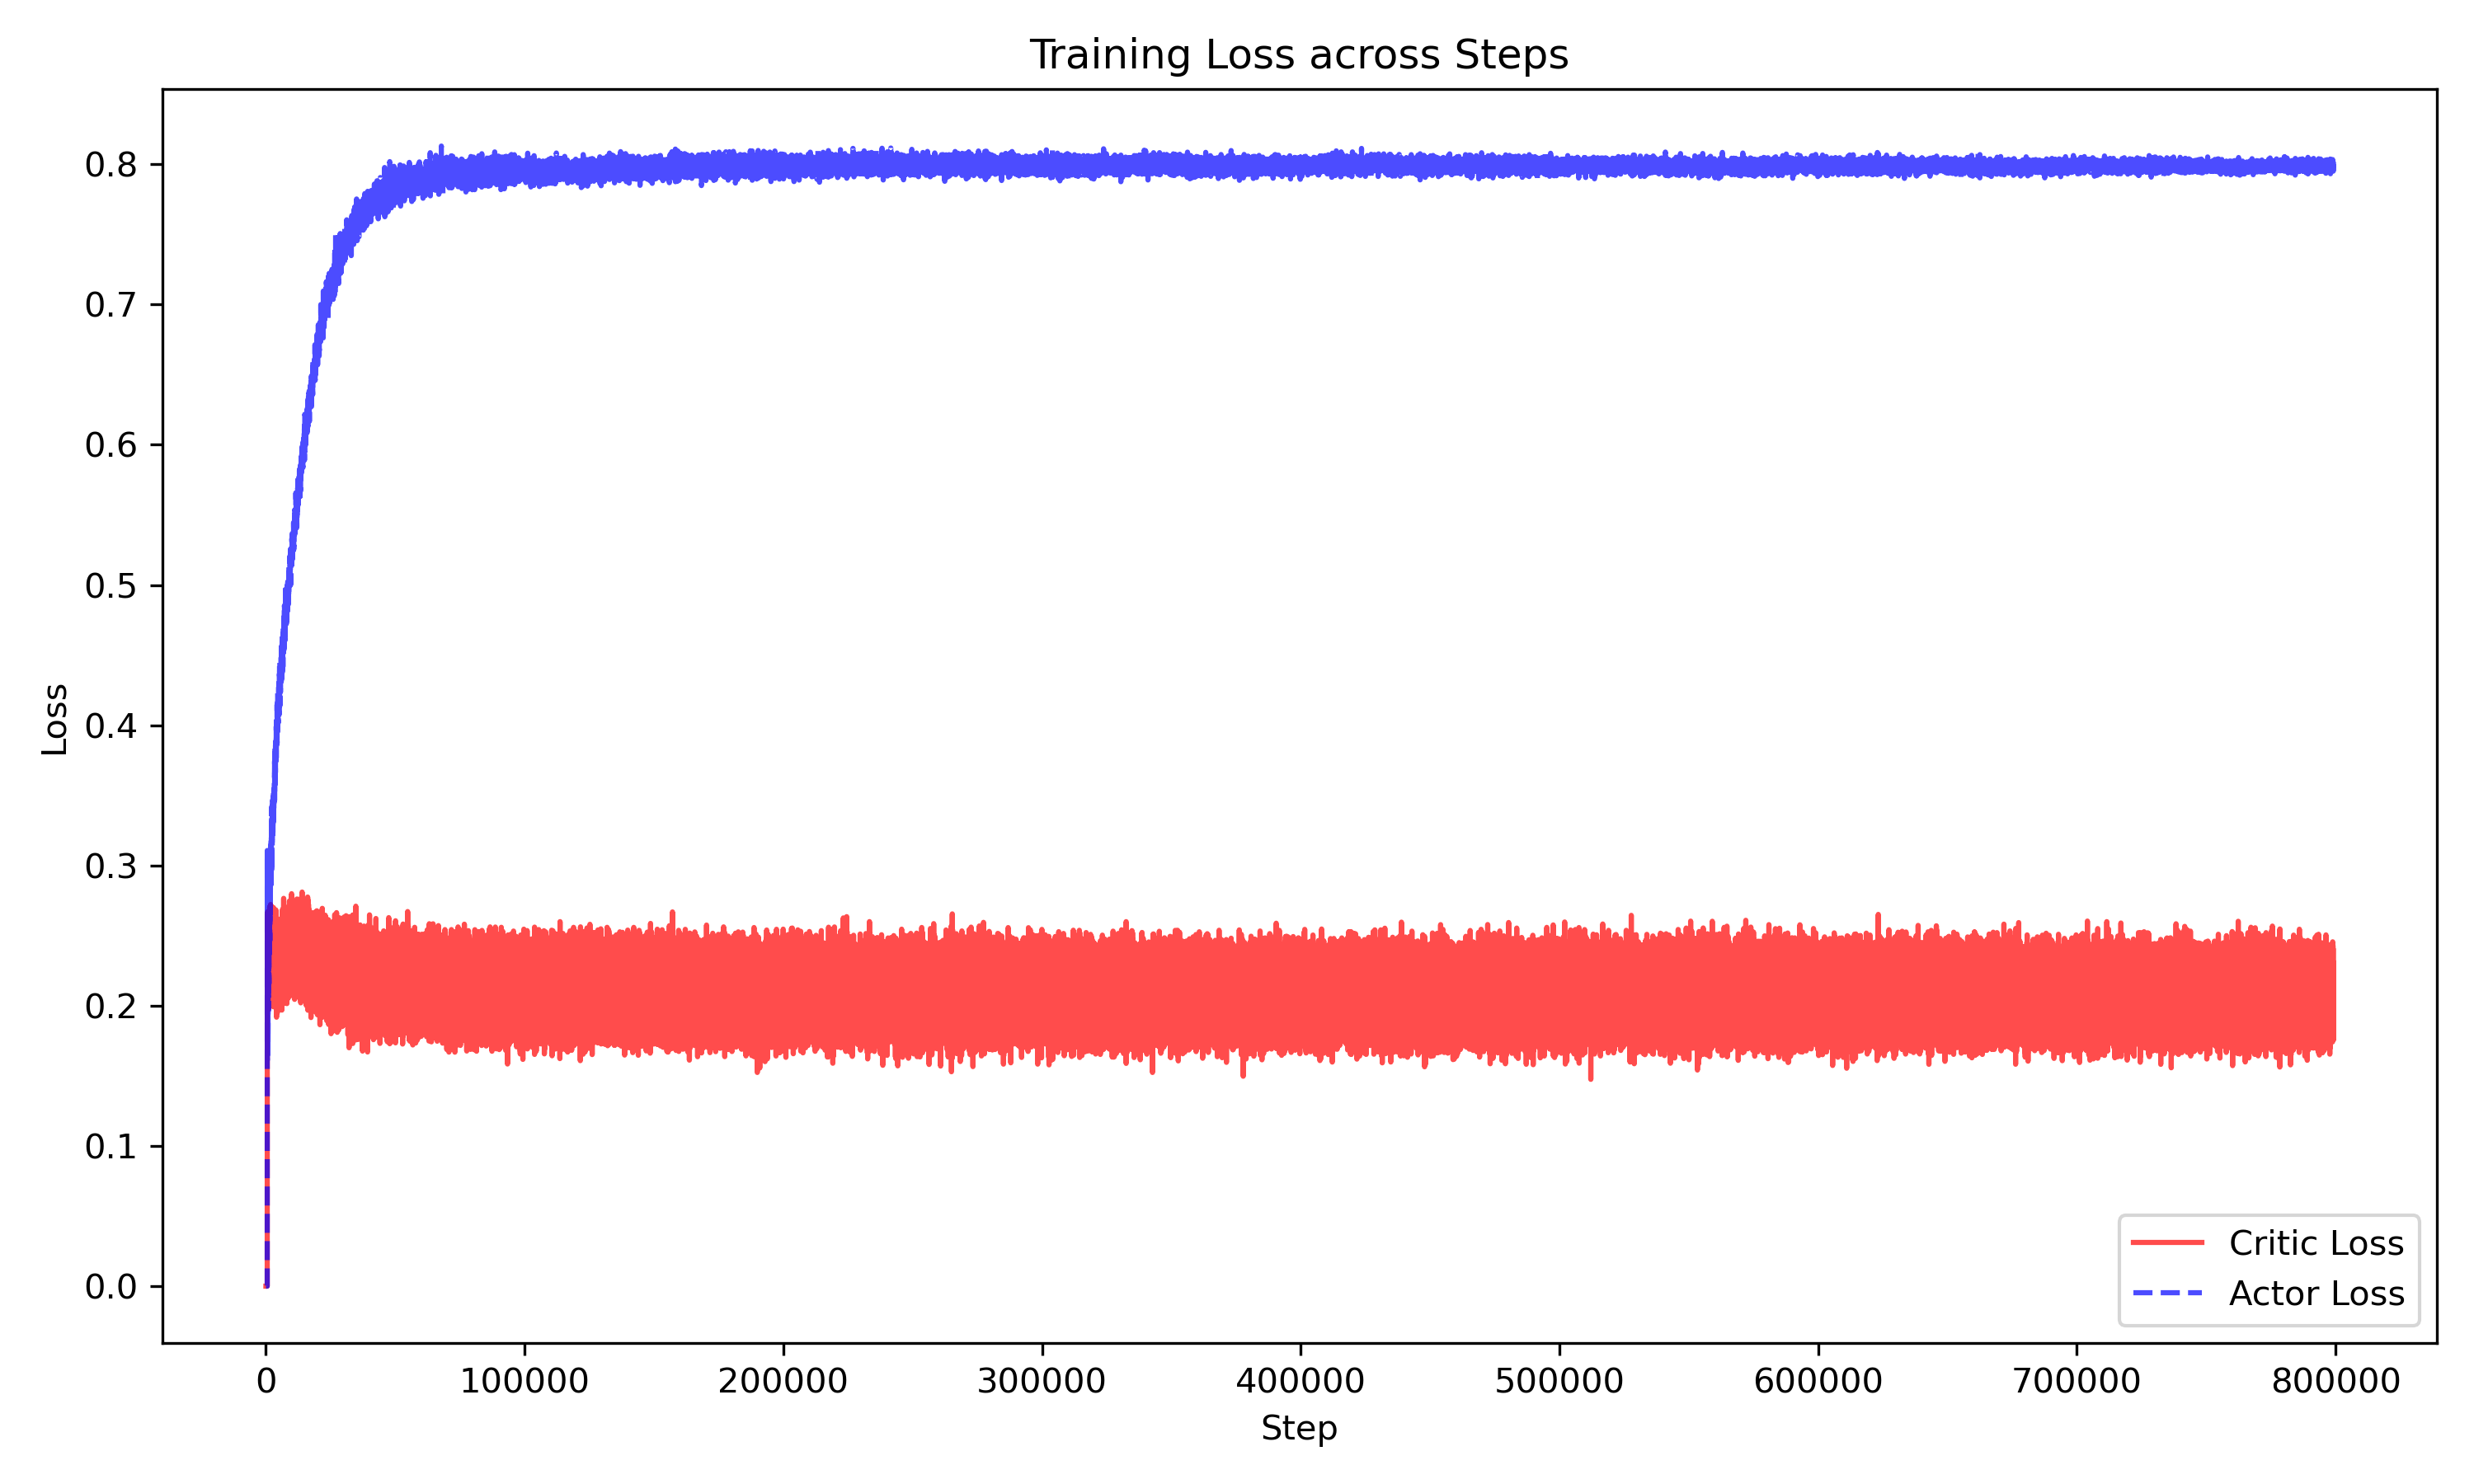 Training Loss across Steps
Loss
0.8
0.7
0.6
0.5
0.4
0.3
0.2
0.1
0.0
0 100000 200000 300000 400000 500000 600000 700000 800000
Step
Critic Loss
Actor Loss